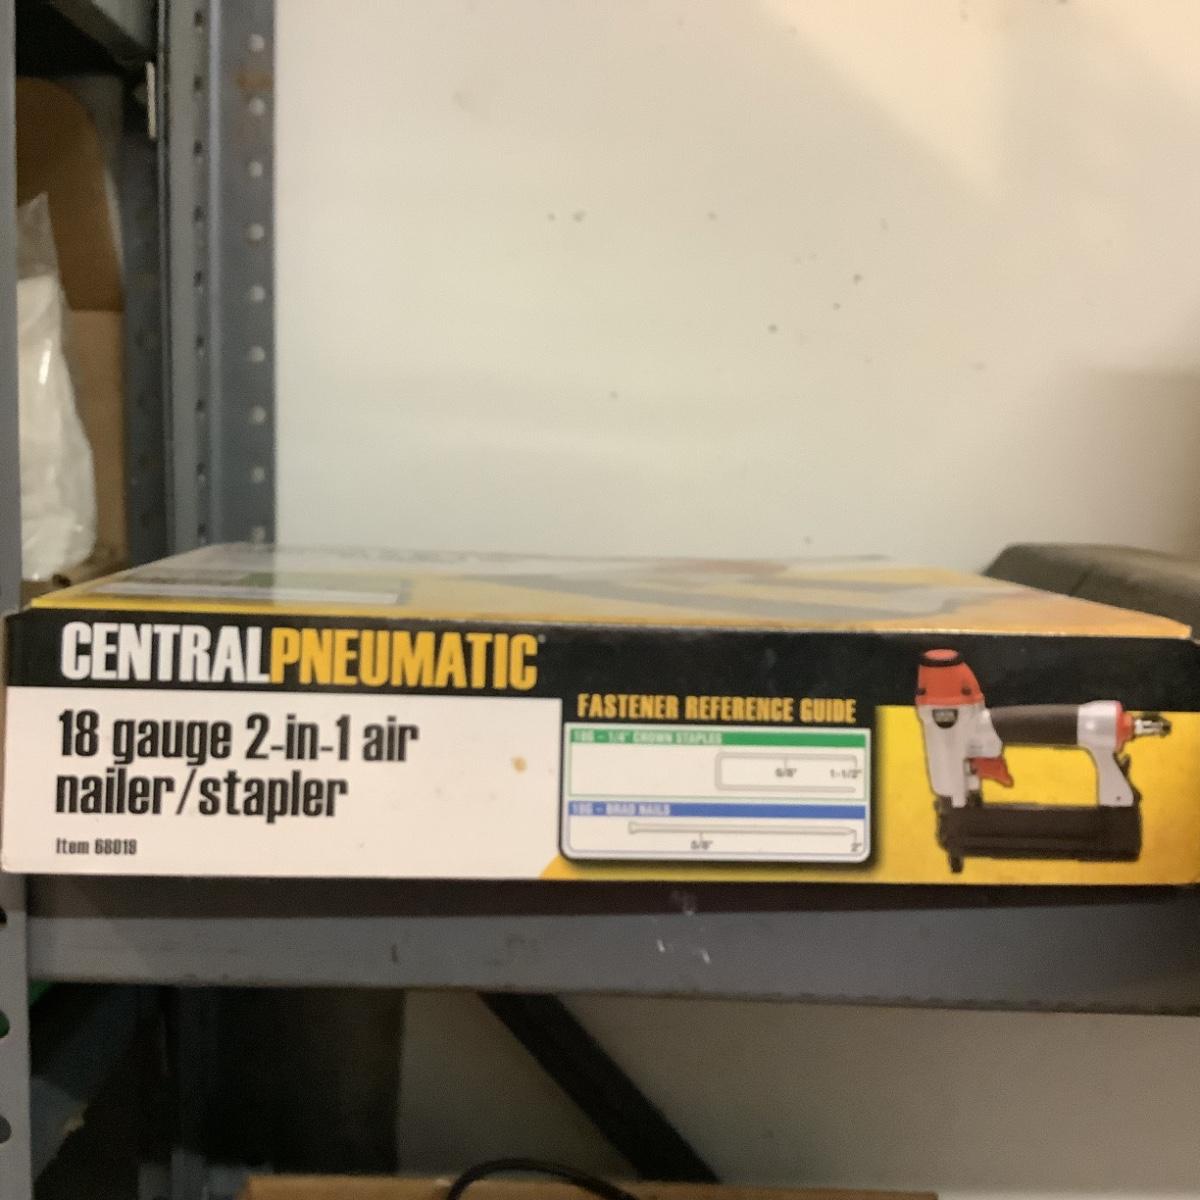 CENTRALPNEUMATIC
18 gauge 2-in-1 air
nailer/stapler
Item 68019
FASTENER REFERENCE GUIDE
18G - 1/4" CROWN STAPLES
5/8" 1-1/2"
18G - BRAD NAILS
5/8" 2"